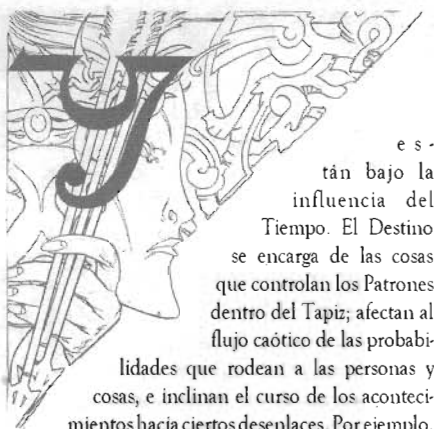 es-
tán bajo la
influencia del
Tiempo. El Destino
se encarga de las cosas
que controlan los Patrones
dentro del Tapiz; afectan al
flujo caótico de las probabi-
lidades que rodean a las personas y
cosas, e inclinan el curso de los aconteci-
mientos hacia ciertos desenlaces. Por ejemplo,